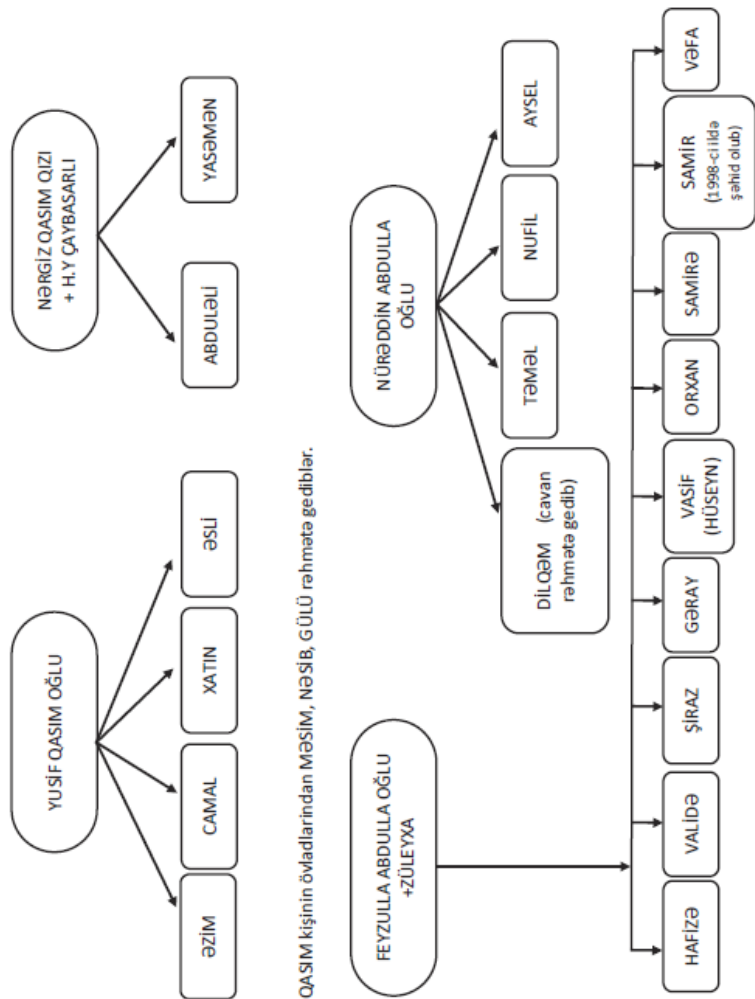 YUSİF QASIM OĞLU
ƏZİM
CAMAL
XATIN
ƏSLİ
NƏRGİZ QASIM QIZI
+ H.Y ÇAYBASARLI
ABDULƏLİ
YASƏMƏN
QASIM kişinin övladlarından MƏSİM, NƏSİB, GÜLÜ rəhmətə gediblər.
FEYZULLA ABDULLA OĞLU
+ZÜLEYXA
NÜRƏDDİN ABDULLA
OĞLU
DİLQƏM (cavan
rəhmətə gedib)
TƏMƏL
NUFİL
AYSEL
HAFİZƏ
VALİDƏ
ŞİRAZ
GƏRAY
VASİF
(HÜSEYN)
ORXAN
SAMİRƏ
SAMİR
(1998-ci ildə
şəhid olub)
VƏFA